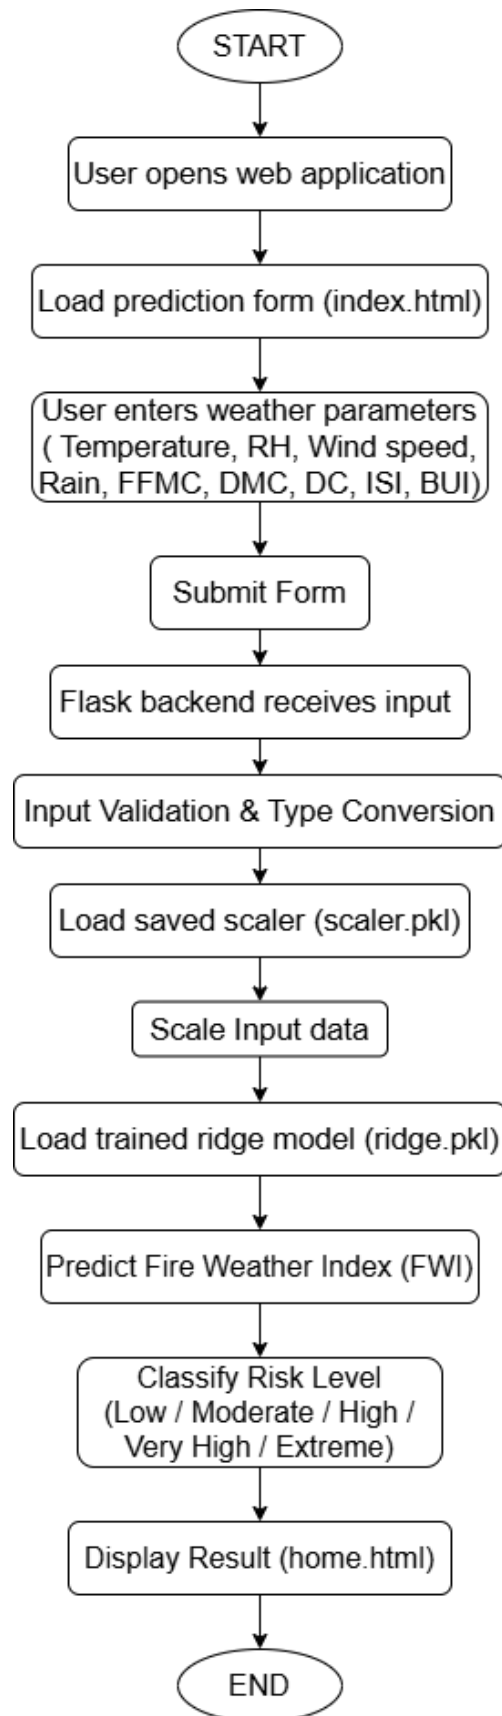 START
User opens web application
Load prediction form (index.html)
User enters weather parameters
( Temperature, RH, Wind speed,
Rain, FFMC, DMC, DC, ISI, BUI)
Submit Form
Flask backend receives input
Input Validation & Type Conversion
Load saved scaler (scaler.pkl)
Scale Input data
Load trained ridge model (ridge.pkl)
Predict Fire Weather Index (FWI)
Classify Risk Level
(Low / Moderate / High /
Very High / Extreme)
Display Result (home.html)
END